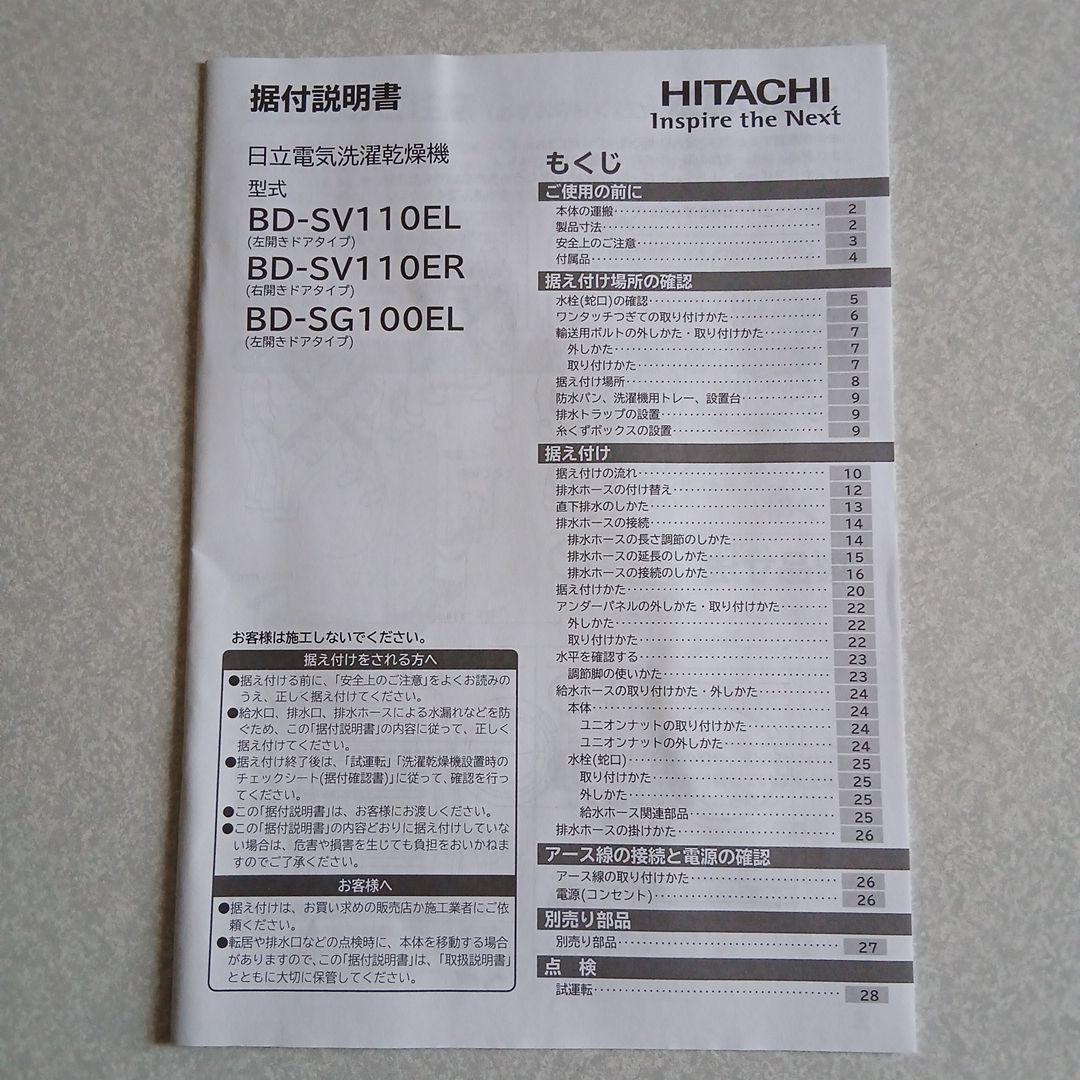 据付説明書
日立電気洗濯乾燥機
型式
BD-SV110EL
(左開きドアタイプ)
BD-SV110ER
(右開きドアタイプ)
BD-SG100EL
(左開きドアタイプ)
お客様は施工しないでください。
据え付けをされる方へ
●据え付ける前に、「安全上のご注意」をよくお読みの
うえ、正しく据え付けてください。
●給水口、排水口、排水ホースによる水漏れなどを防
ぐため、この「据付説明書」の内容に従って、正しく
据え付けてください。
●据え付け終了後は、「試運転」「洗濯乾燥機設置時の
チェックシート(据付確認書)」に従って、確認を行っ
てください。
●この「据付説明書」は、お客様にお渡しください。
●この「据付説明書」の内容どおりに据え付けしていな
い場合は、危害や損害を生じても負担をおいかねま
すのでご了承ください。
お客様へ
●据え付けは、お買い求めの販売店か施工業者にご依
頼ください。
●転居や排水口などの点検時に、本体を移動する場合
がありますので、この「据付説明書」は、「取扱説明書」
とともに大切に保管してください。
HITACHI
Inspire the Next
もくじ
ご使用の前に
本体の運搬 2
製品寸法 2
安全上のご注意 3
付属品 4
据え付け場所の確認
水栓(蛇口)の確認 5
ワンタッチつぎての取り付けかた 6
輸送用ボルトの外しかた・取り付けかた 7
外しかた 7
取り付けかた 7
据え付け場所 8
防水パン、洗濯機用トレー、設置台 9
排水トラップの設置 9
糸くずボックスの設置 9
据え付け
据え付けの流れ 10
排水ホースの付け替え 12
直下排水のしかた 13
排水ホースの接続 14
排水ホースの長さ調節のしかた 14
排水ホースの延長のしかた 15
排水ホースの接続のしかた 16
据え付けかた 20
アンダーパネルの外しかた・取り付けかた 22
外しかた 22
取り付けかた 22
水平を確認する 23
調節脚の使いかた 23
給水ホースの取り付けかた・外しかた 24
本体 24
ユニオンナットの取り付けかた 24
ユニオンナットの外しかた 24
水栓(蛇口) 25
取り付けかた 25
外しかた 25
給水ホース関連部品 25
排水ホースの掛けかた 26
アース線の接続と電源の確認
アース線の取り付けかた 26
電源(コンセント) 26
別売り部品
別売り部品 27
点 検
試運転 28